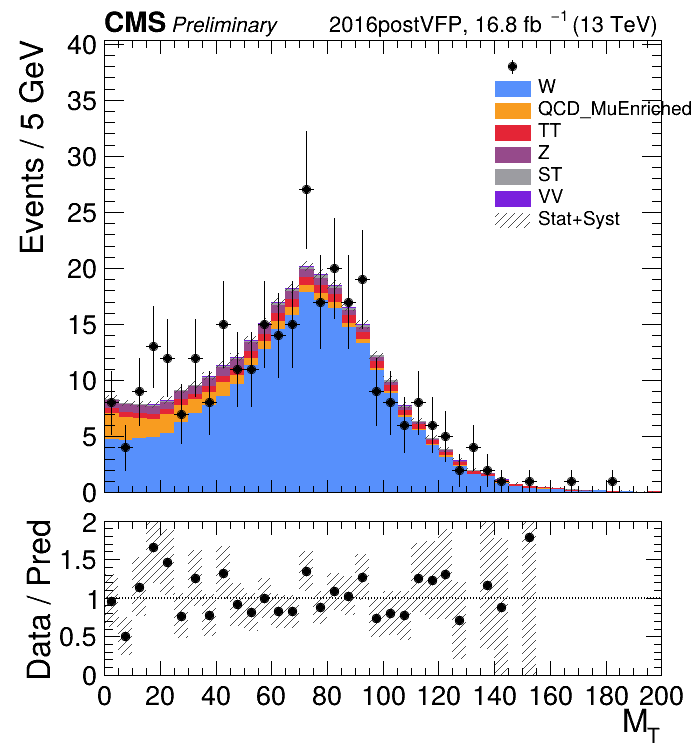 CMS Preliminary 2016postVFP, 16.8 fb⁻¹ (13 TeV)
Events / 5 GeV
40
35
30
25
20
15
10
5
0
W
QCD_MuEnriched
TT
Z
ST
VV
Stat+Syst
Data / Pred
2
1.5
1
0.5
0
0 20 40 60 80 100 120 140 160 180 200
M_T